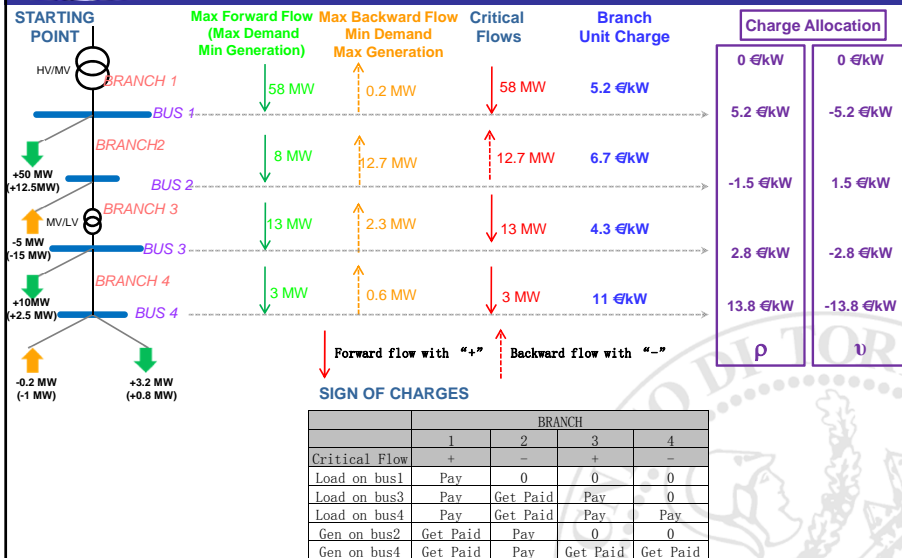 STARTING
POINT
Max Forward Flow
(Max Demand
Min Generation)
Max Backward Flow
Min Demand
Max Generation
Critical
Flows
Branch
Unit Charge
Charge Allocation
HV/MV
BRANCH 1
58 MW
0.2 MW
58 MW
5.2 €/kW
0 €/kW
0 €/kW
BUS 1
5.2 €/kW
-5.2 €/kW
BRANCH2
8 MW
12.7 MW
12.7 MW
6.7 €/kW
+50 MW
(+12.5MW)
BUS 2
-1.5 €/kW
1.5 €/kW
BRANCH 3
MV/LV
13 MW
2.3 MW
13 MW
4.3 €/kW
-5 MW
(-15 MW)
BUS 3
2.8 €/kW
-2.8 €/kW
BRANCH 4
3 MW
0.6 MW
3 MW
11 €/kW
+10MW
(+2.5 MW)
BUS 4
13.8 €/kW
-13.8 €/kW
Forward flow with “+”
Backward flow with “-”
ρ
υ
-0.2 MW
(-1 MW)
+3.2 MW
(+0.8 MW)
SIGN OF CHARGES
BRANCH
1 2 3 4
Critical Flow + - + -
Load on bus1 Pay 0 0 0
Load on bus3 Pay Get Paid Pay 0
Load on bus4 Pay Get Paid Pay Pay
Gen on bus2 Get Paid Pay 0 0
Gen on bus4 Get Paid Pay Get Paid Get Paid